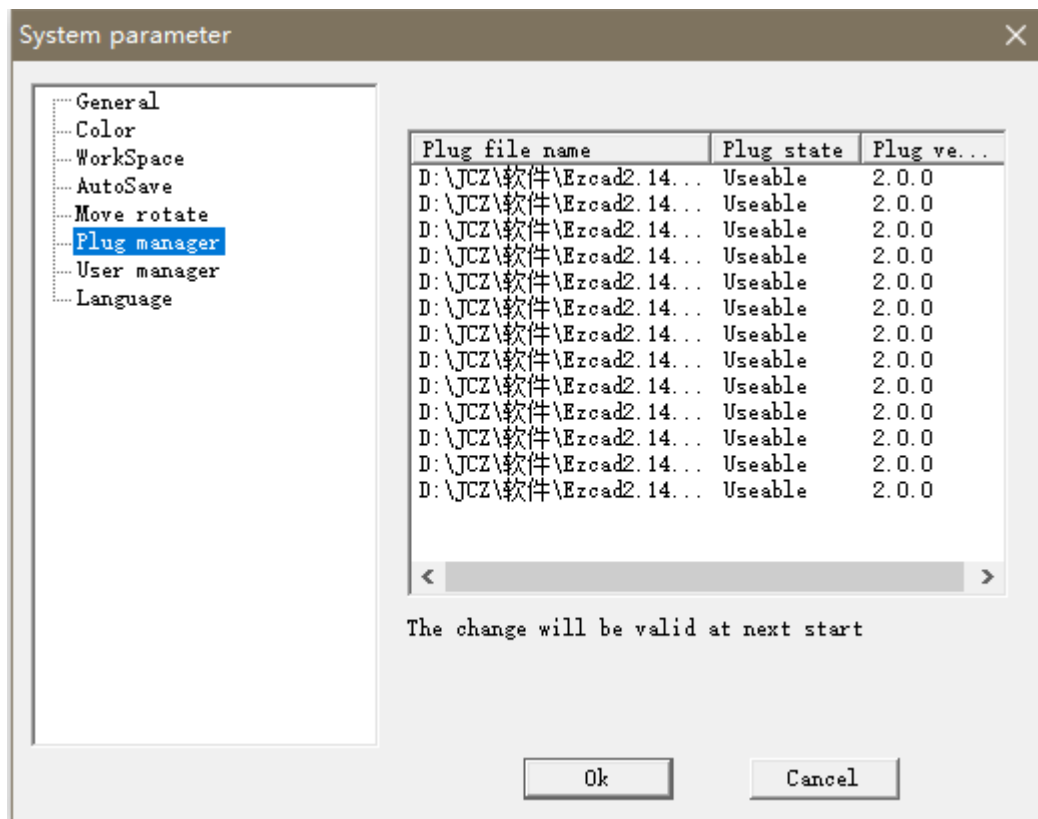 System parameter
General
Color
WorkSpace
AutoSave
Move rotate
Plug manager
User manager
Language
Plug file name Plug state Plug ve...
D:\JCZ\软件\Ezcad2.14... Useable 2.0.0
D:\JCZ\软件\Ezcad2.14... Useable 2.0.0
D:\JCZ\软件\Ezcad2.14... Useable 2.0.0
D:\JCZ\软件\Ezcad2.14... Useable 2.0.0
D:\JCZ\软件\Ezcad2.14... Useable 2.0.0
D:\JCZ\软件\Ezcad2.14... Useable 2.0.0
D:\JCZ\软件\Ezcad2.14... Useable 2.0.0
D:\JCZ\软件\Ezcad2.14... Useable 2.0.0
D:\JCZ\软件\Ezcad2.14... Useable 2.0.0
D:\JCZ\软件\Ezcad2.14... Useable 2.0.0
D:\JCZ\软件\Ezcad2.14... Useable 2.0.0
D:\JCZ\软件\Ezcad2.14... Useable 2.0.0
D:\JCZ\软件\Ezcad2.14... Useable 2.0.0
The change will be valid at next start
Ok Cancel